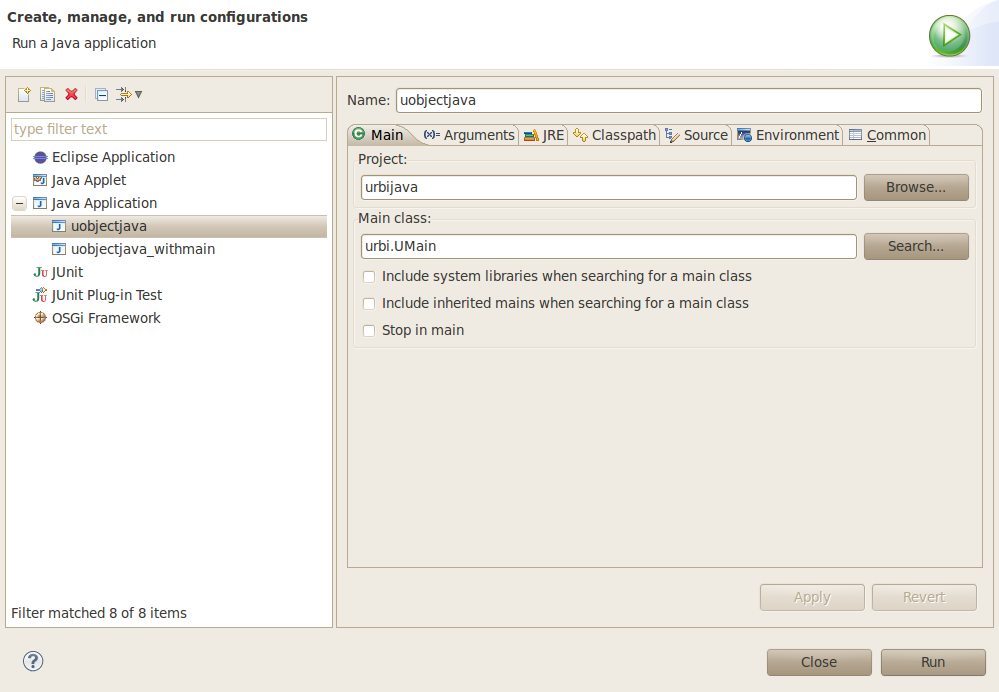 Create, manage, and run configurations
Run a Java application
type filter text
Eclipse Application
Java Applet
Java Application
uobjectjava
uobjectjava_withmain
JUnit
JUnit Plug-in Test
OSGi Framework
Filter matched 8 of 8 items
Name: uobjectjava
Main (x)= Arguments JRE Classpath Source Environment Common
Project:
urbijava Browse...
Main class:
urbi.UMain Search...
Include system libraries when searching for a main class
Include inherited mains when searching for a main class
Stop in main
Apply Revert
? Close Run